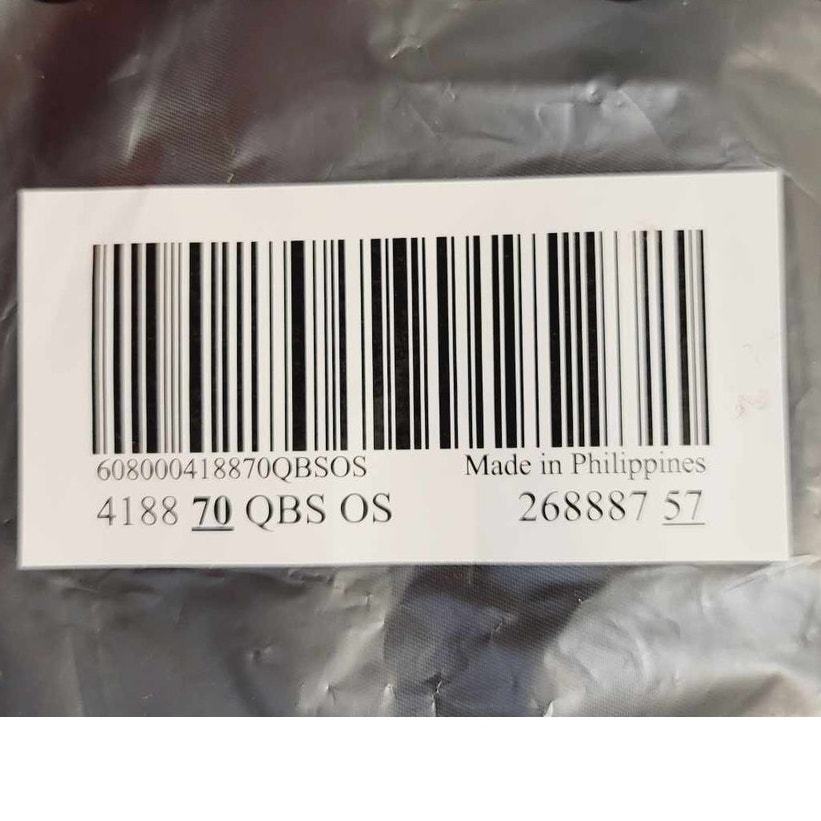 608000418870QBSOS Made in Philippines
4188 70 QBS OS 268887 57